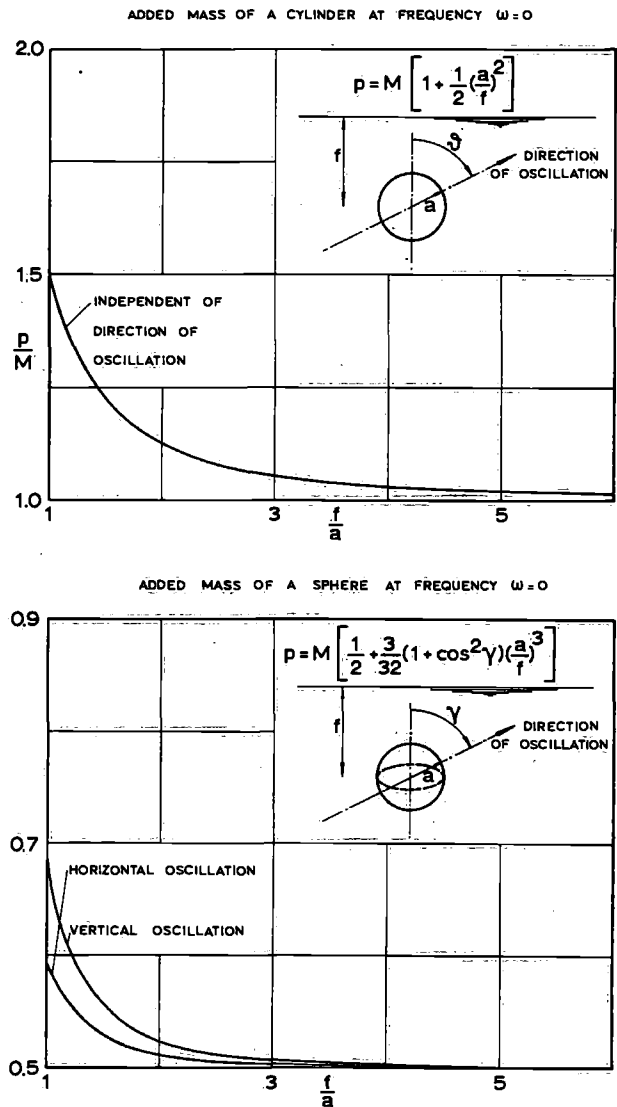 ADDED MASS OF A CYLINDER AT FREQUENCY ω=0
2.0
p = M [1 + 1/2 (a/f)^2]
f
ϑ
DIRECTION
OF OSCILLATION
a
1.5
INDEPENDENT OF
DIRECTION OF
OSCILLATION
p/M
1.0
1
3
f/a
5
ADDED MASS OF A SPHERE AT FREQUENCY ω=0
0.9
p = M [1/2 + 3/32 (1 + cos^2 γ)(a/f)^3]
f
γ
DIRECTION
OF OSCILLATION
a
0.7
HORIZONTAL OSCILLATION
VERTICAL OSCILLATION
0.5
1
3
f/a
5